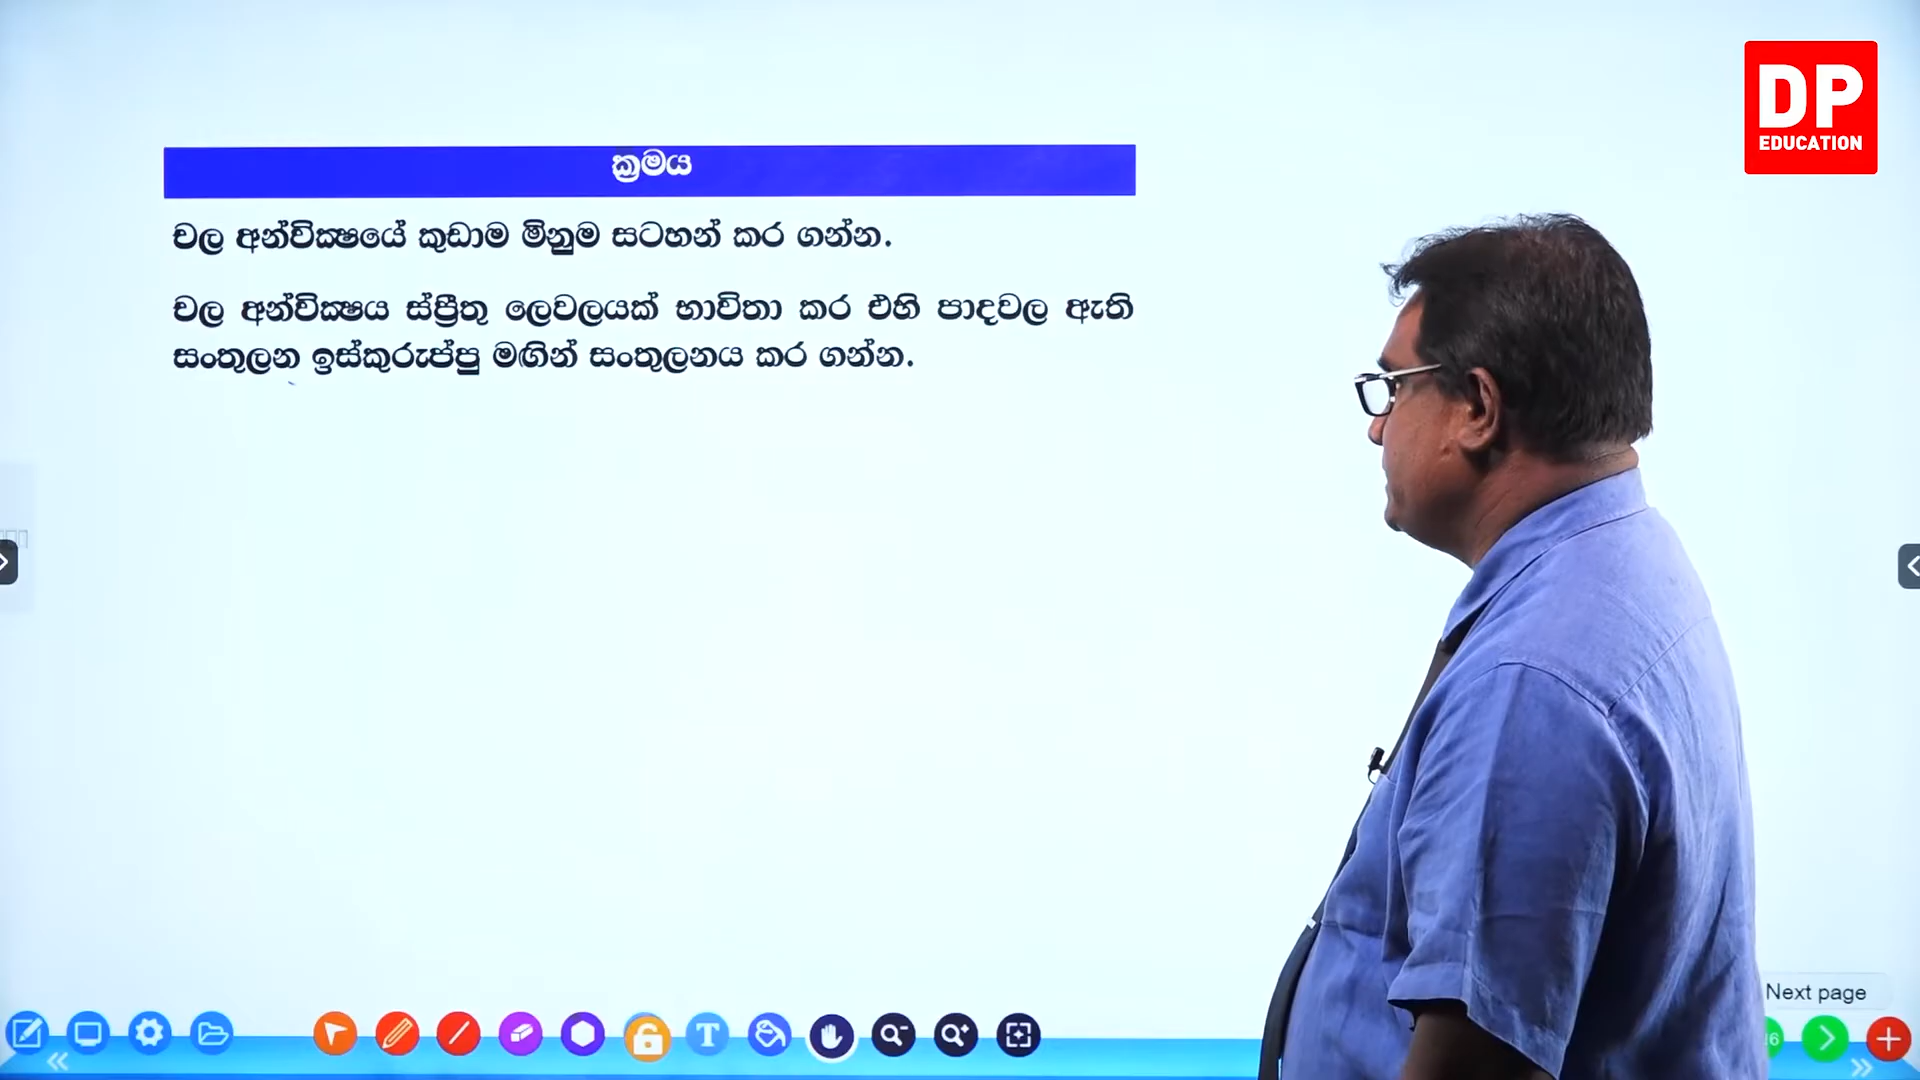 DP
EDUCATION
ක්‍රමය
චල අන්වීක්ෂයේ කුඩාම මිනුම සටහන් කර ගන්න.
චල අන්වීක්ෂය ස්ප්‍රීතු ලෙවලයක් භාවිතා කර එහි පාදවල ඇති
සංතුලන ඉස්කුරුප්පු මඟින් සංතුලනය කර ගන්න.
Next page
T